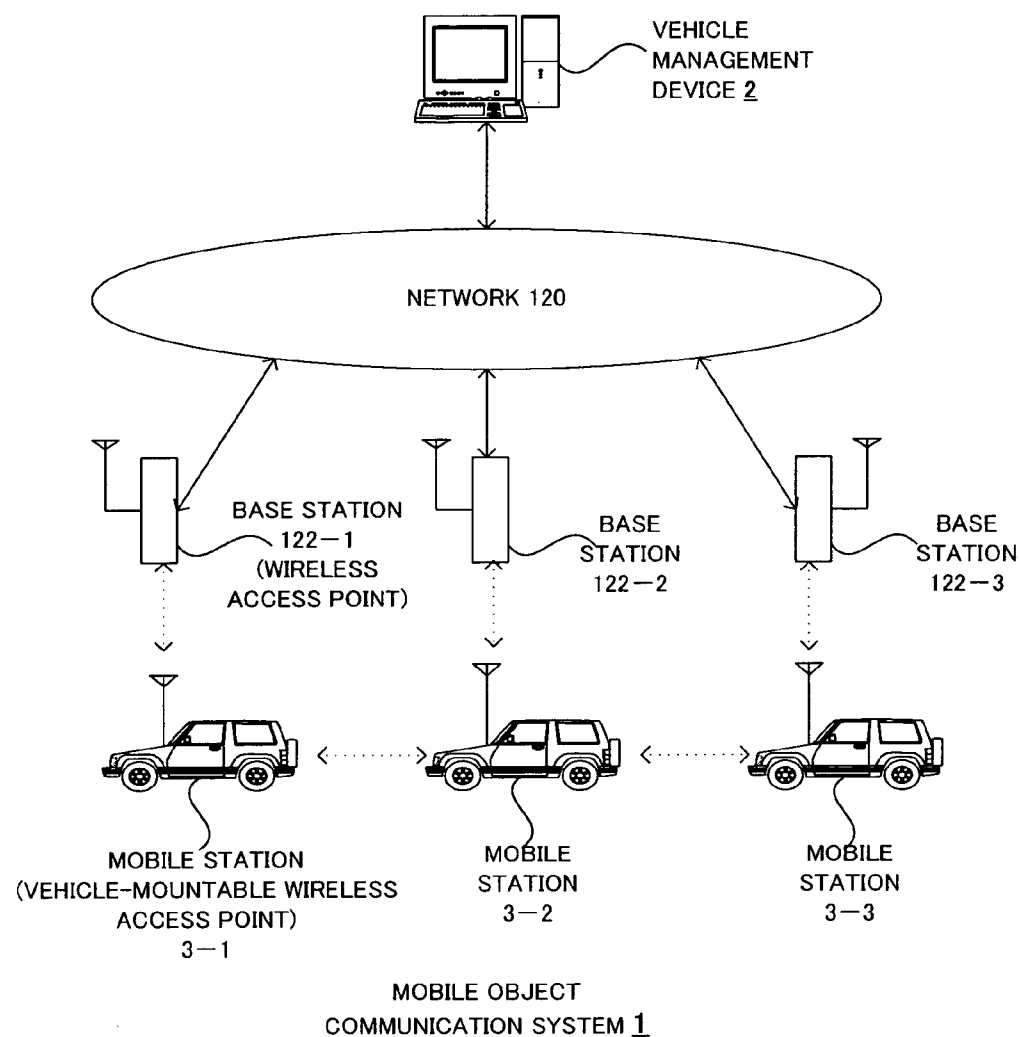 VEHICLE
MANAGEMENT
DEVICE 2
NETWORK 120
BASE STATION
122-1
(WIRELESS
ACCESS POINT)
BASE
STATION
122-2
BASE
STATION
122-3
MOBILE STATION
(VEHICLE-MOUNTABLE WIRELESS
ACCESS POINT)
3-1
MOBILE
STATION
3-2
MOBILE
STATION
3-3
MOBILE OBJECT
COMMUNICATION SYSTEM 1